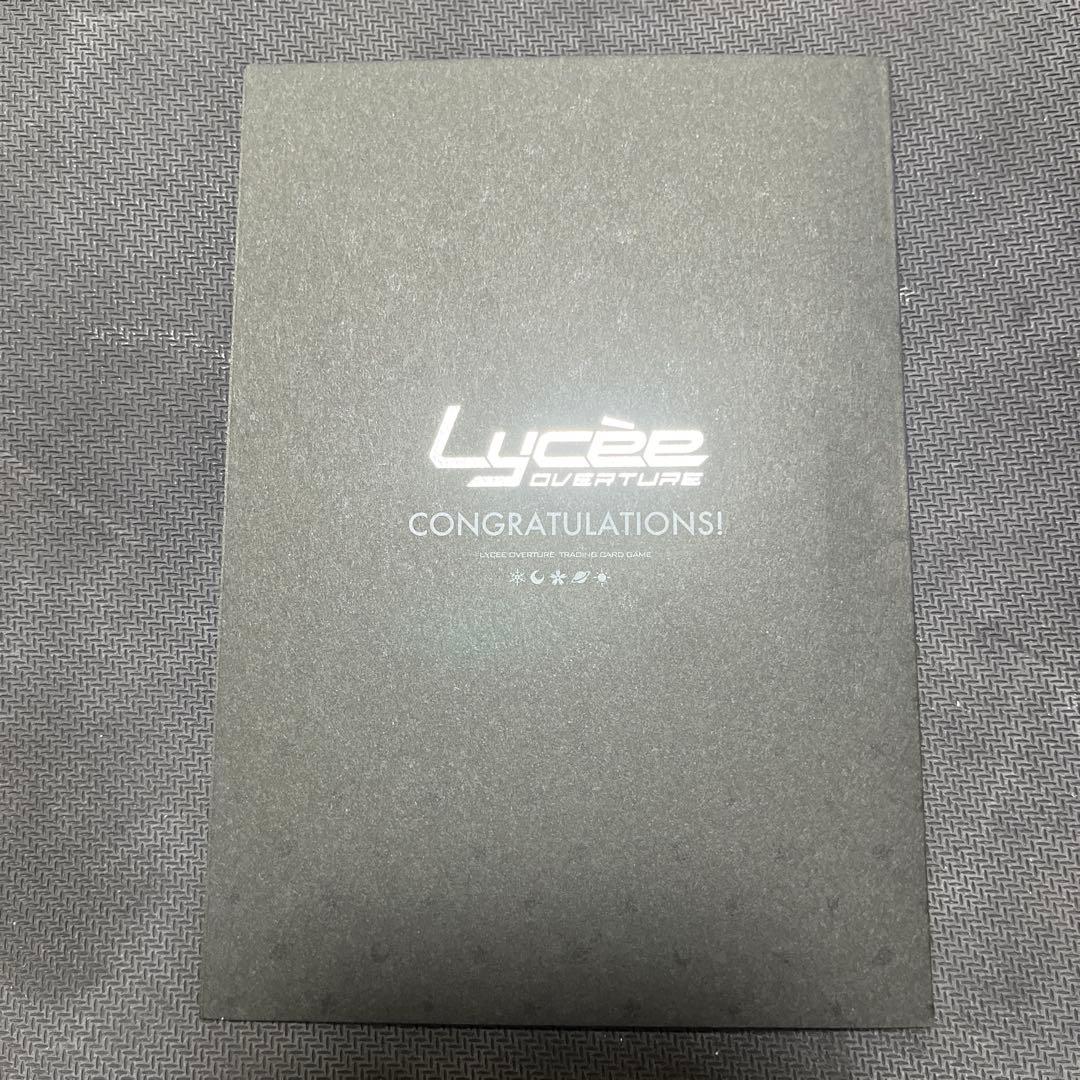 Lycèe
OVERTURE
CONGRATULATIONS!
LYCEE OVERTURE TRADING CARD GAME